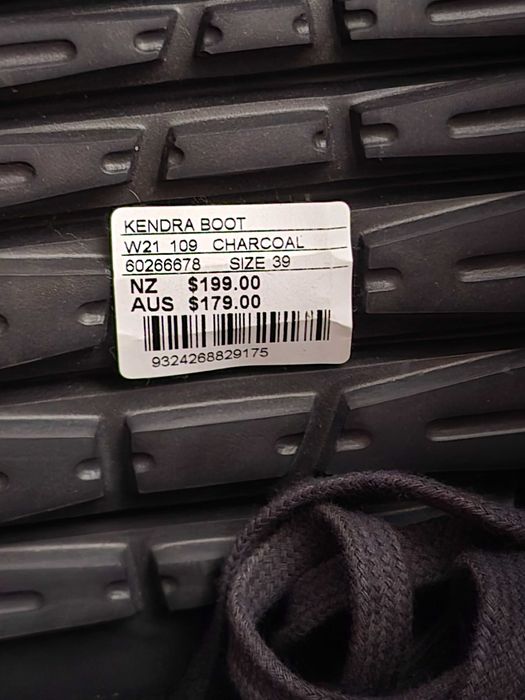 KENDRA BOOT
W21 109 CHARCOAL
60266678 SIZE 39
NZ $199.00
AUS $179.00
9324268829175